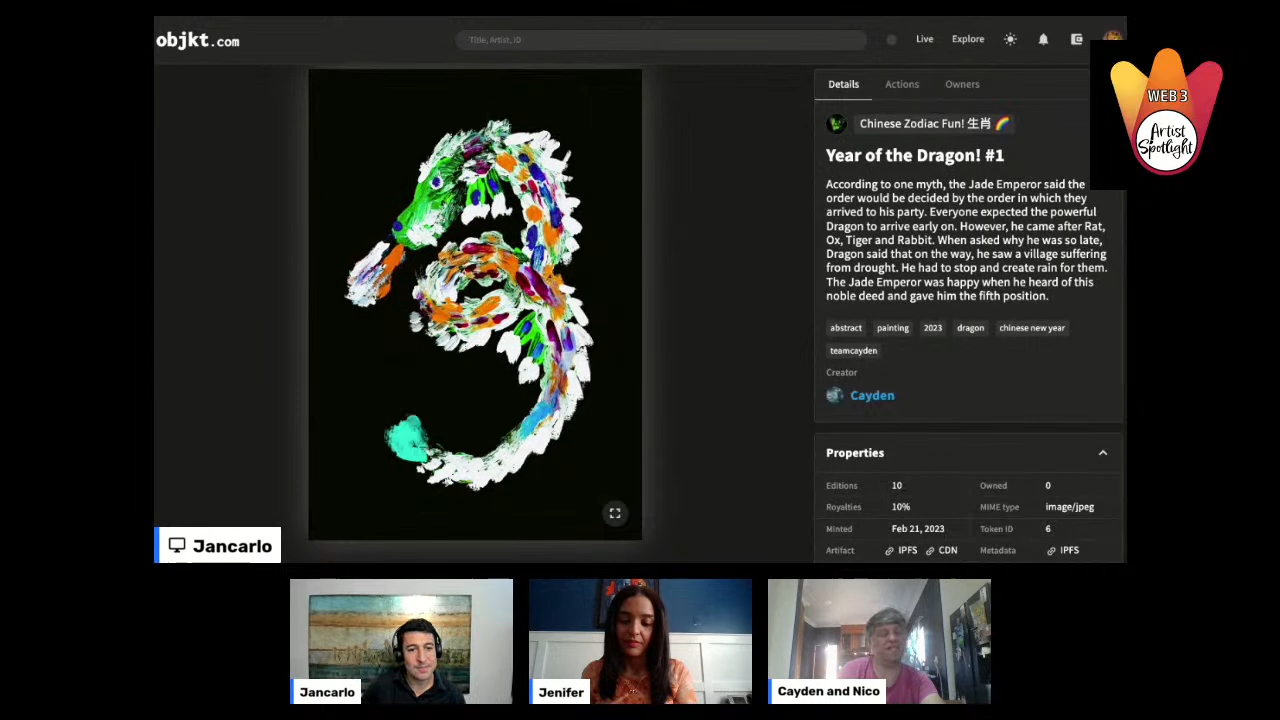 objkt.com
Title, Artist, ID
Live
Explore
WEB 3
Artist
Spotlight
Details
Actions
Owners
Chinese Zodiac Fun! 生肖 🌈
Year of the Dragon! #1
According to one myth, the Jade Emperor said the
order would be decided by the order in which they
arrived to his party. Everyone expected the powerful
Dragon to arrive early on. However, he came after Rat,
Ox, Tiger and Rabbit. When asked why he was so late,
Dragon said that on the way, he saw a village suffering
from drought. He had to stop and create rain for them.
The Jade Emperor was happy when he heard of this
noble deed and gave him the fifth position.
abstract
painting
2023
dragon
chinese new year
teamcayden
Creator
Cayden
Properties
Editions 10 Owned 0
Royalties 10% MIME type image/jpeg
Minted Feb 21, 2023 Token ID 6
Artifact IPFS CDN Metadata IPFS
Jancarlo
Jancarlo
Jenifer
Cayden and Nico